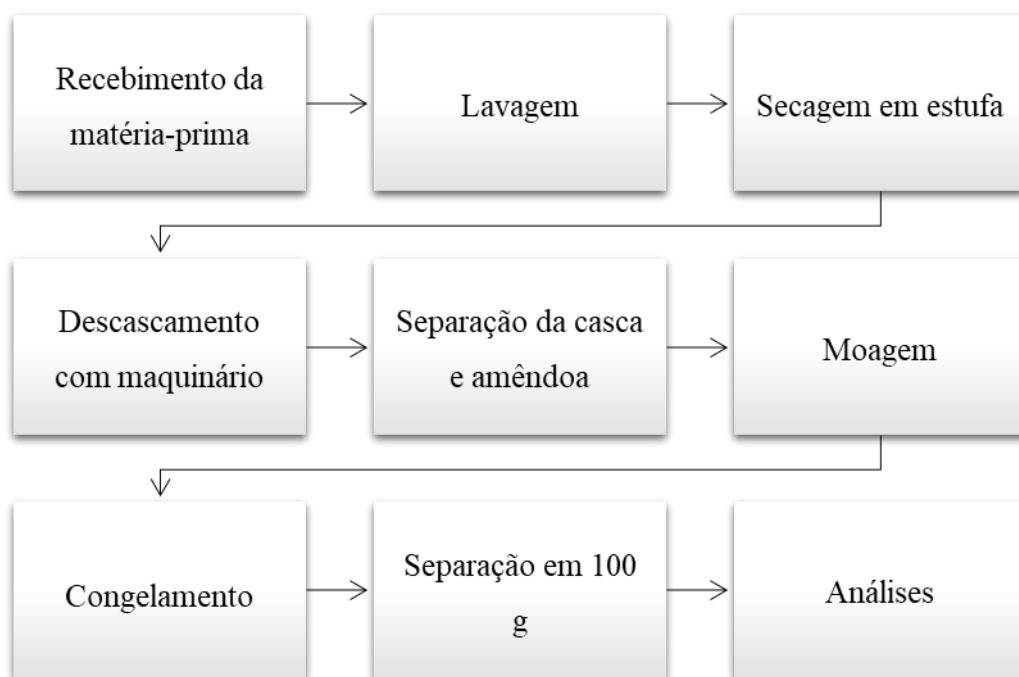 Recebimento da
matéria-prima
Lavagem
Secagem em estufa
Descascamento
com maquinário
Separação da casca
e amêndoa
Moagem
Congelamento
Separação em 100
g
Análises